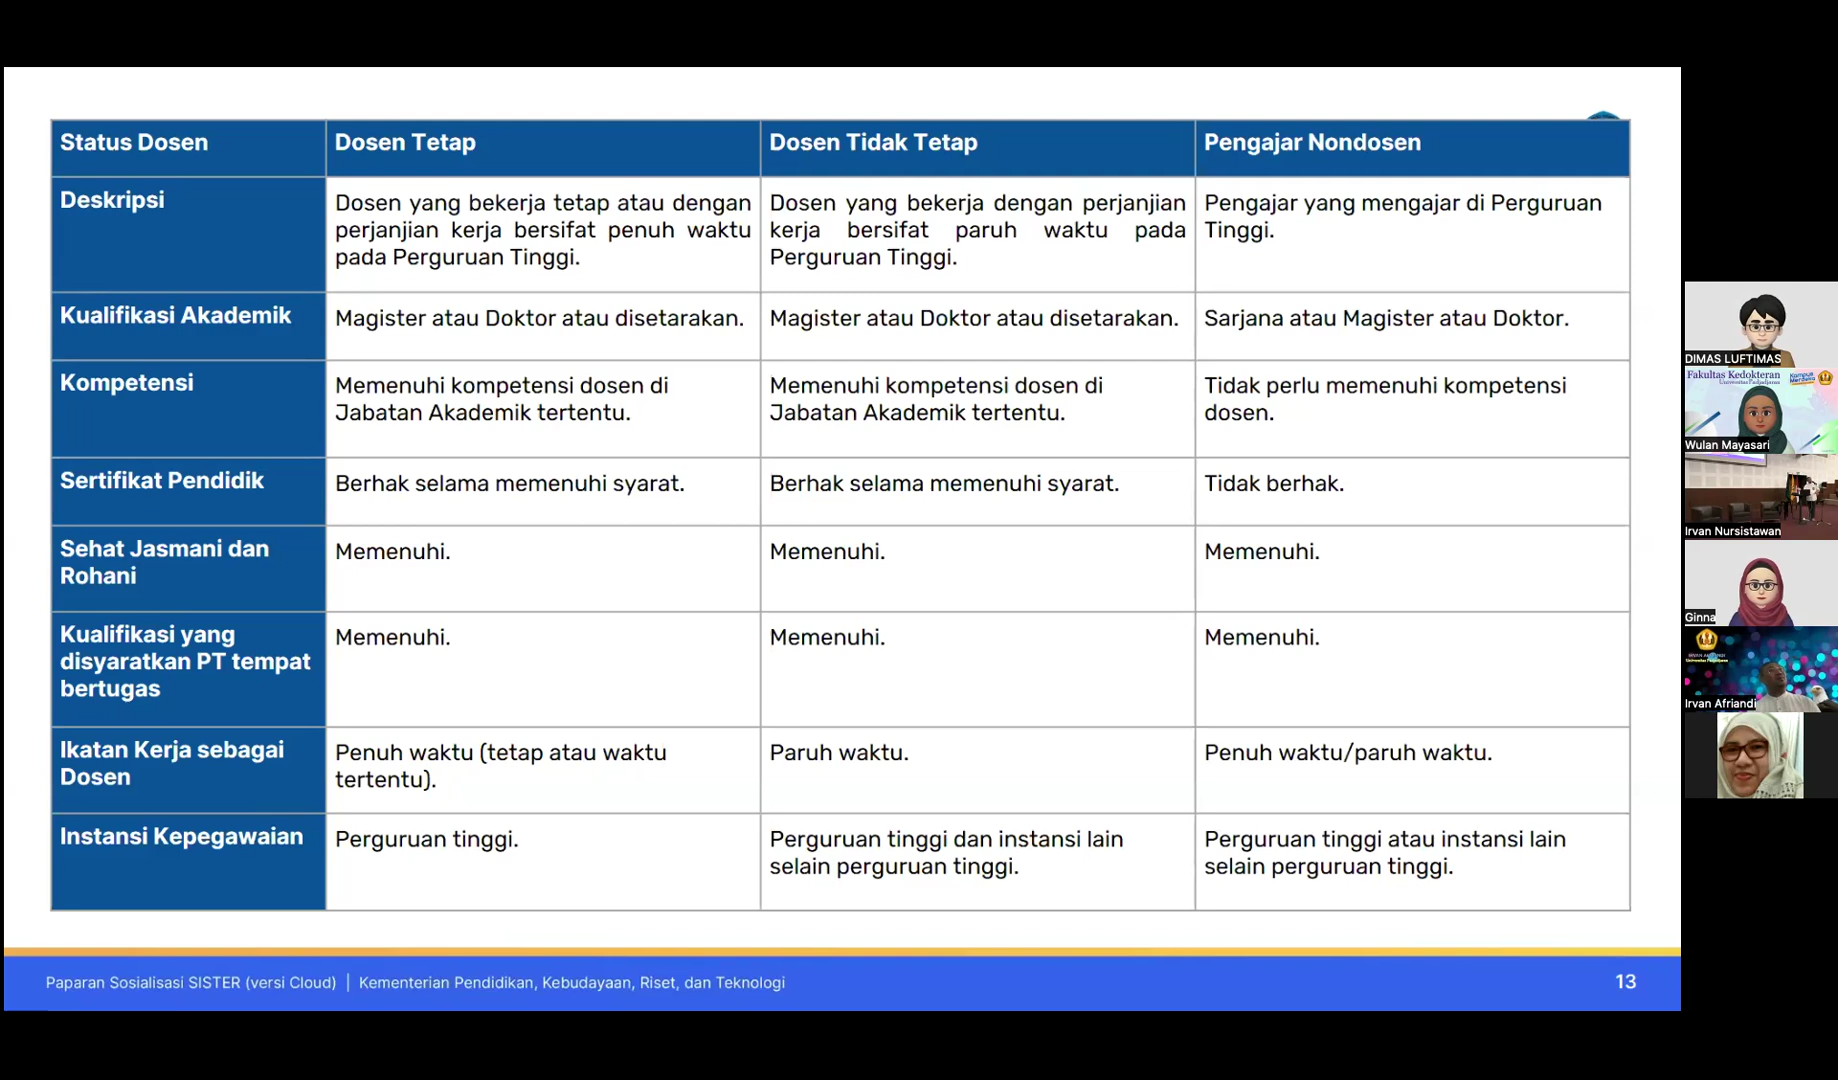 Status Dosen
Dosen Tetap
Dosen Tidak Tetap
Pengajar Nondosen
Deskripsi
Dosen yang bekerja tetap atau dengan
perjanjian kerja bersifat penuh waktu
pada Perguruan Tinggi.
Dosen yang bekerja dengan perjanjian
kerja bersifat paruh waktu pada
Perguruan Tinggi.
Pengajar yang mengajar di Perguruan
Tinggi.
Kualifikasi Akademik
Magister atau Doktor atau disetarakan.
Magister atau Doktor atau disetarakan.
Sarjana atau Magister atau Doktor.
Kompetensi
Memenuhi kompetensi dosen di
Jabatan Akademik tertentu.
Memenuhi kompetensi dosen di
Jabatan Akademik tertentu.
Tidak perlu memenuhi kompetensi
dosen.
Sertifikat Pendidik
Berhak selama memenuhi syarat.
Berhak selama memenuhi syarat.
Tidak berhak.
Sehat Jasmani dan
Rohani
Memenuhi.
Memenuhi.
Memenuhi.
Kualifikasi yang
disyaratkan PT tempat
bertugas
Memenuhi.
Memenuhi.
Memenuhi.
Ikatan Kerja sebagai
Dosen
Penuh waktu (tetap atau waktu
tertentu).
Paruh waktu.
Penuh waktu/paruh waktu.
Instansi Kepegawaian
Perguruan tinggi.
Perguruan tinggi dan instansi lain
selain perguruan tinggi.
Perguruan tinggi atau instansi lain
selain perguruan tinggi.
Paparan Sosialisasi SISTER (versi Cloud) | Kementerian Pendidikan, Kebudayaan, Riset, dan Teknologi
13
DIMAS LUFTIMAS
Fakultas Kedokteran
Universitas Padjadjaran
Kampus
Merdeka
Wulan Mayasari
Irvan Nursistawan
Ginna
Universitas Padjadjaran
Irvan Afriandi